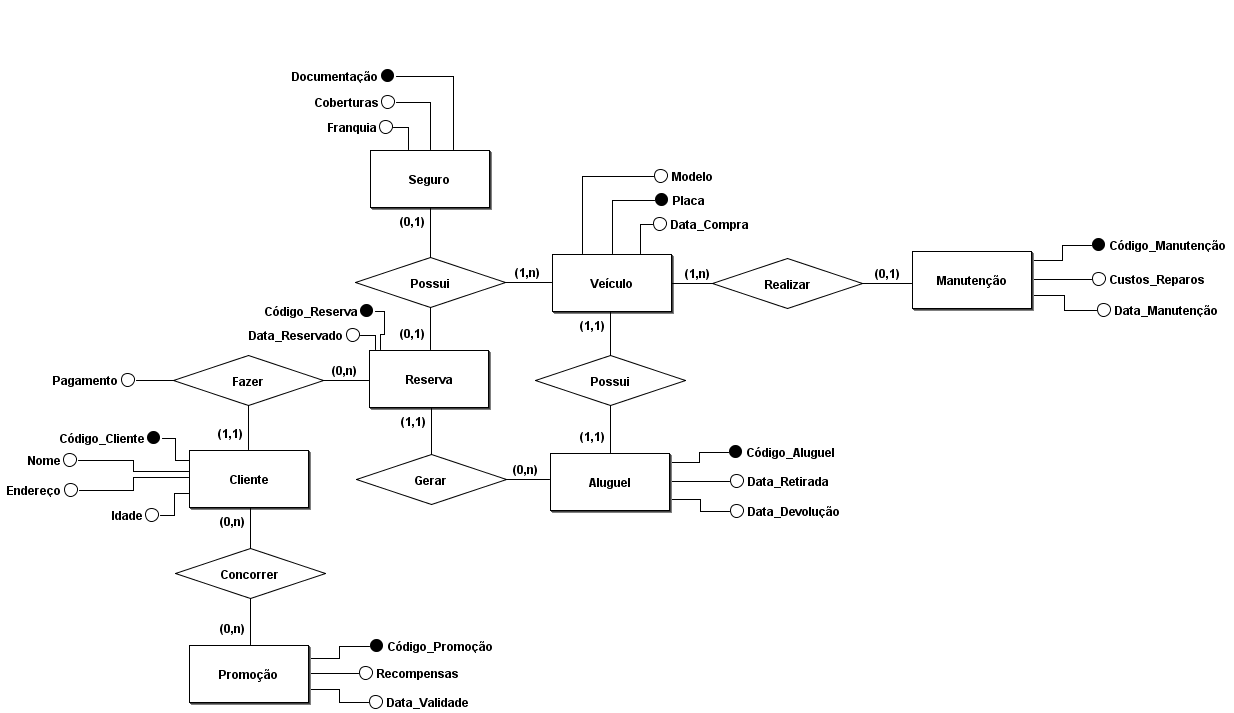 Documentação
Coberturas
Franquia
Seguro
(0,1)
Modelo
Placa
Data_Compra
Possui
(1,n)
Veículo
(1,n)
Realizar
(0,1)
Manutenção
Código_Manutenção
Custos_Reparos
Data_Manutenção
Código_Reserva
Data_Reservado
(0,1)
(1,1)
Pagamento
Fazer
(0,n)
Reserva
Possui
(1,1)
(1,1)
(1,1)
Código_Cliente
Nome
Endereço
Idade
Cliente
Gerar
(0,n)
Aluguel
Código_Aluguel
Data_Retirada
Data_Devolução
(0,n)
Concorrer
(0,n)
Promoção
Código_Promoção
Recompensas
Data_Validade